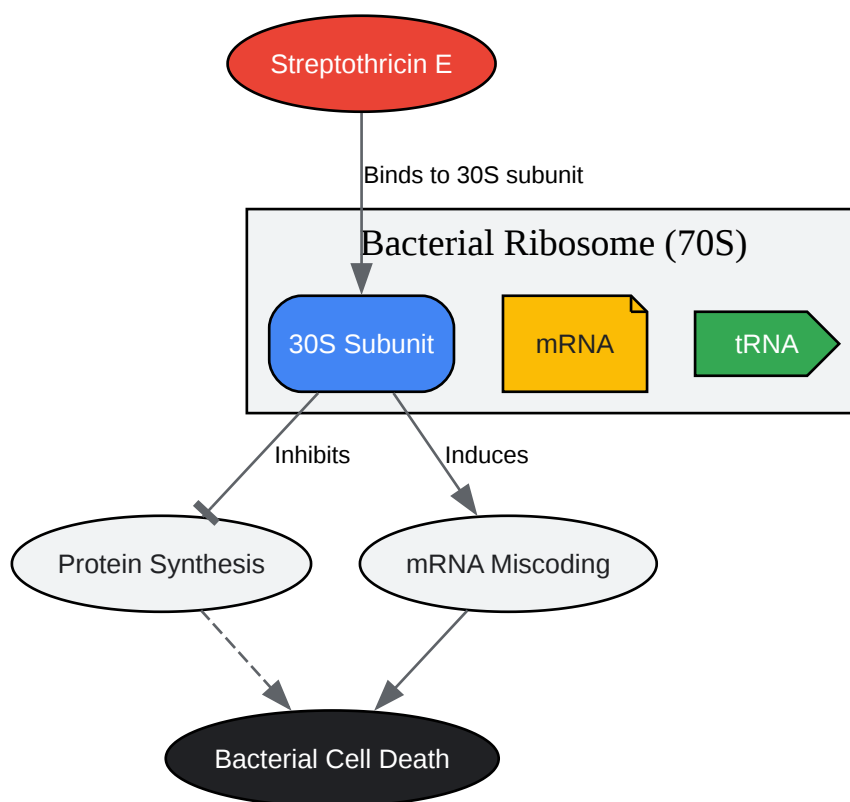 Streptothricin E
Binds to 30S subunit
Bacterial Ribosome (70S)
30S Subunit
mRNA
tRNA
Inhibits
Induces
Protein Synthesis
mRNA Miscoding
Bacterial Cell Death